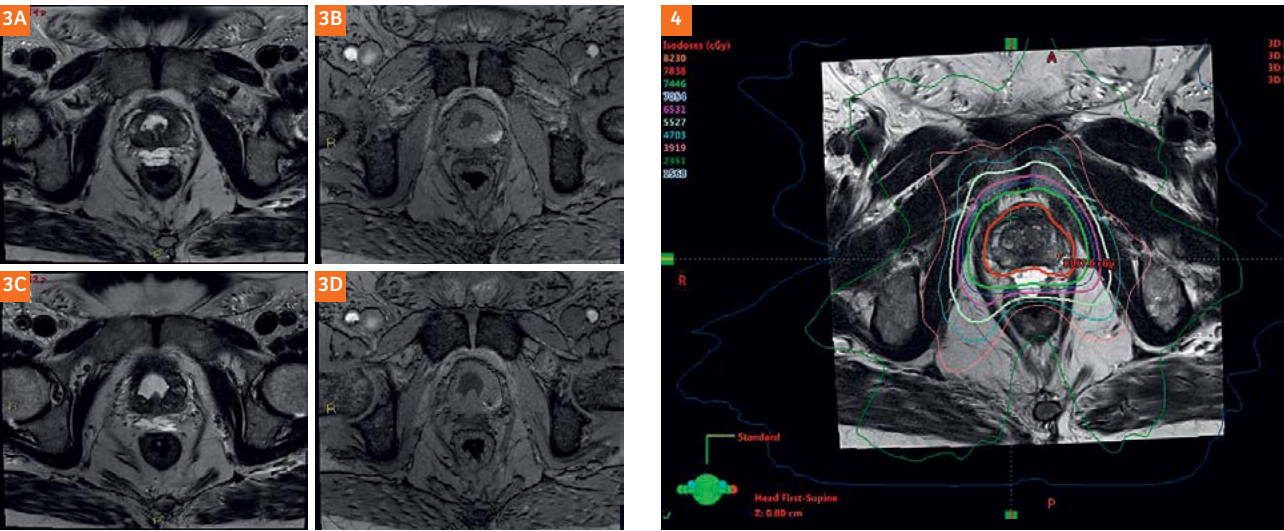 3A
3B
4
Isodoses (cGy)
8230
7838
7446
7054
6531
5527
4703
3919
2351
1568
3D
3D
3D
3D
A
R
R
3C
3D
R
R
Standard
Head First-Supine
Z: 0.80 cm
P